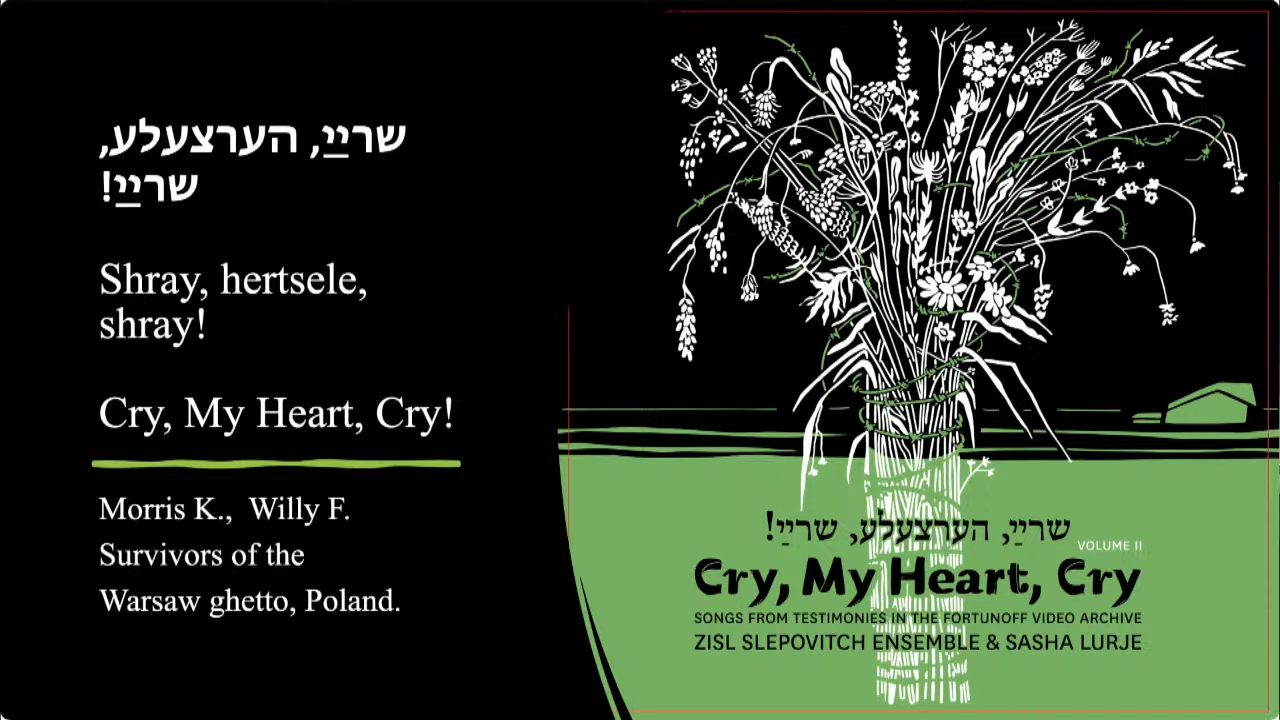 שרײַ, הערצעלע,
שרײַ!
Shray, hertsele,
shray!
Cry, My Heart, Cry!
Morris K., Willy F.
Survivors of the
Warsaw ghetto, Poland.
שרײַ, הערצעלע, שרײַ!
VOLUME II
Cry, My Heart, Cry
SONGS FROM TESTIMONIES IN THE FORTUNOFF VIDEO ARCHIVE
ZISL SLEPOVITCH ENSEMBLE & SASHA LURJE